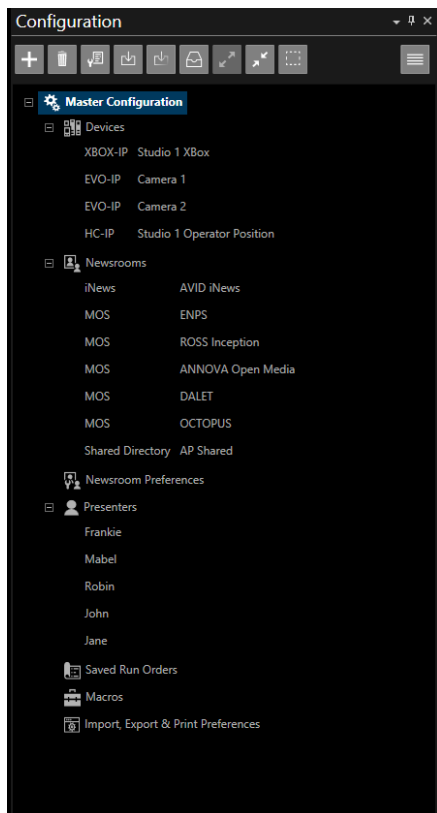 Configuration
Master Configuration
Devices
XBOX-IP Studio 1 XBox
EVO-IP Camera 1
EVO-IP Camera 2
HC-IP Studio 1 Operator Position
Newsrooms
iNews AVID iNews
MOS ENPS
MOS ROSS Inception
MOS ANNOVA Open Media
MOS DALET
MOS OCTOPUS
Shared Directory AP Shared
Newsroom Preferences
Presenters
Frankie
Mabel
Robin
John
Jane
Saved Run Orders
Macros
Import, Export & Print Preferences